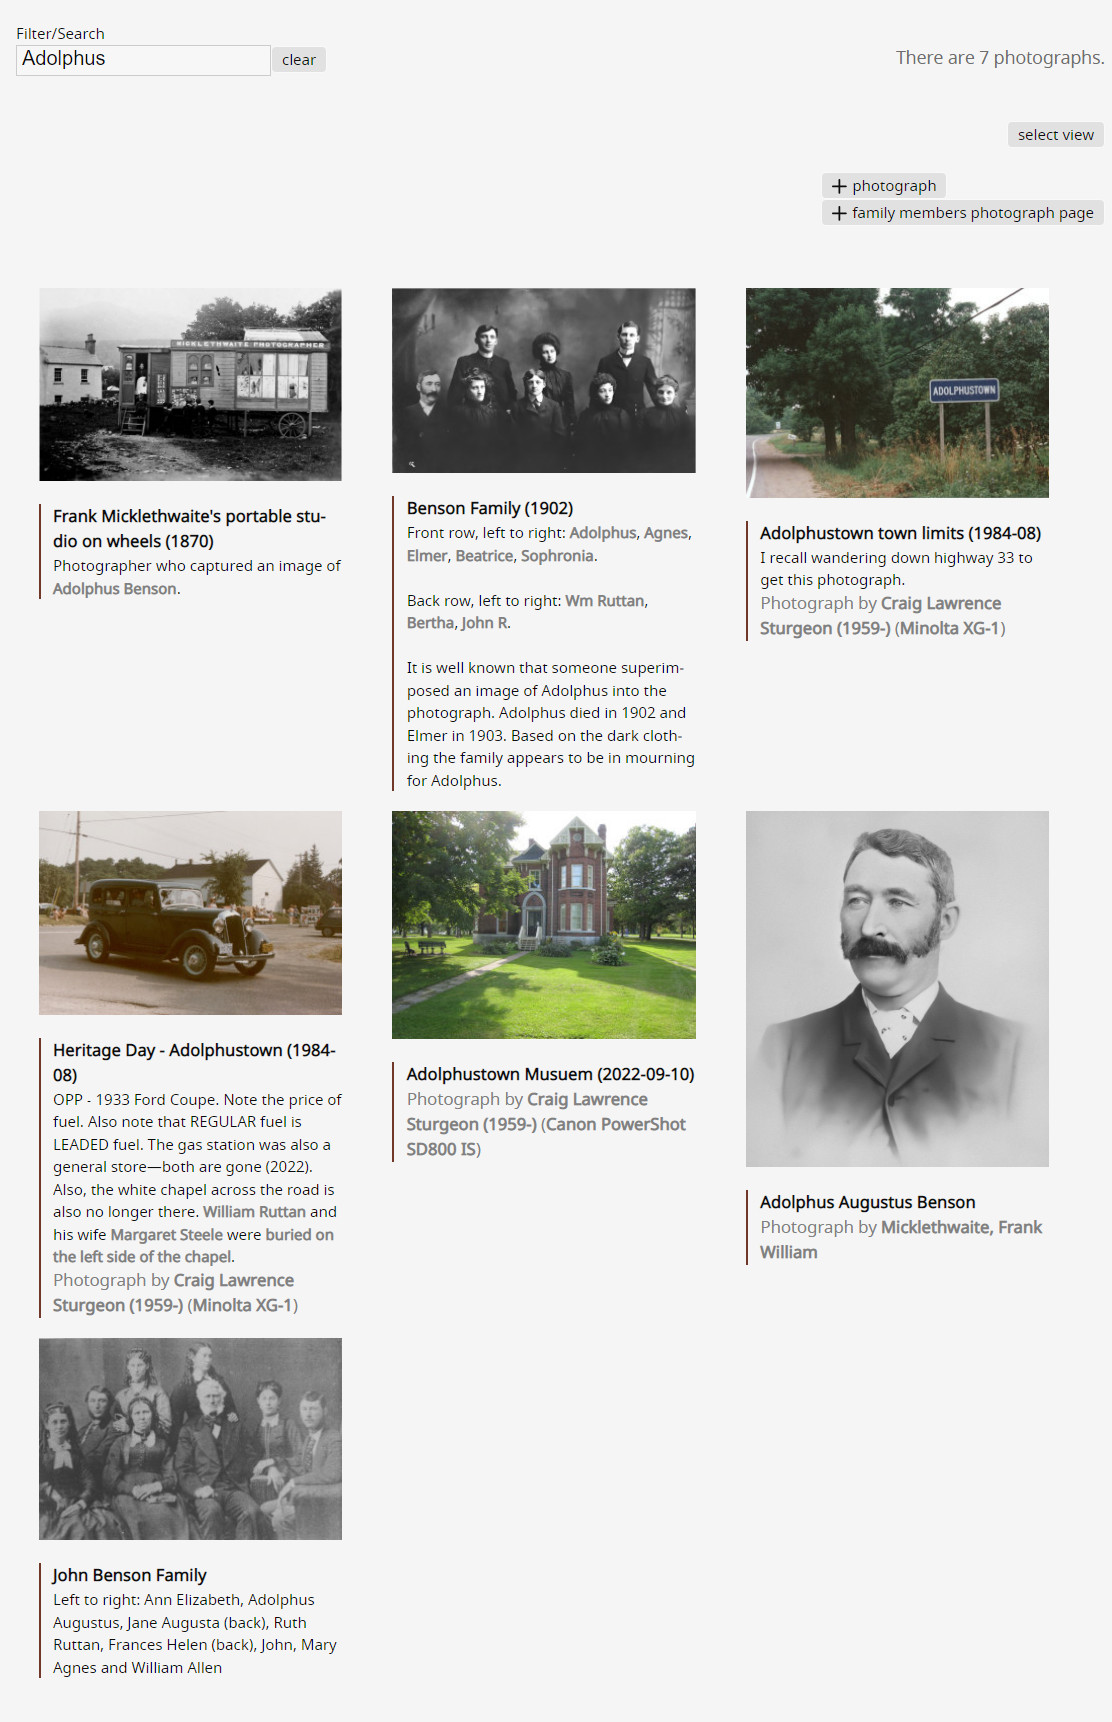 Filter/Search
Adolphus
clear
There are 7 photographs.
select view
+ photograph
+ family members photograph page
MICKLETHWAITE PHOTOGRAPHER
ADOLPHUSTOWN
Frank Micklethwaite's portable stu-
dio on wheels (1870)
Photographer who captured an image of
Adolphus Benson.
Benson Family (1902)
Front row, left to right: Adolphus, Agnes,
Elmer, Beatrice, Sophronia.
Back row, left to right: Wm Ruttan,
Bertha, John R.
It is well known that someone superim-
posed an image of Adolphus into the
photograph. Adolphus died in 1902 and
Elmer in 1903. Based on the dark cloth-
ing the family appears to be in mourning
for Adolphus.
Adolphustown town limits (1984-08)
I recall wandering down highway 33 to
get this photograph.
Photograph by Craig Lawrence
Sturgeon (1959-) (Minolta XG-1)
Heritage Day - Adolphustown (1984-
08)
OPP - 1933 Ford Coupe. Note the price of
fuel. Also note that REGULAR fuel is
LEADED fuel. The gas station was also a
general store—both are gone (2022).
Also, the white chapel across the road is
also no longer there. William Ruttan and
his wife Margaret Steele were buried on
the left side of the chapel.
Photograph by Craig Lawrence
Sturgeon (1959-) (Minolta XG-1)
Adolphustown Musuem (2022-09-10)
Photograph by Craig Lawrence
Sturgeon (1959-) (Canon PowerShot
SD800 IS)
Adolphus Augustus Benson
Photograph by Micklethwaite, Frank
William
John Benson Family
Left to right: Ann Elizabeth, Adolphus
Augustus, Jane Augusta (back), Ruth
Ruttan, Frances Helen (back), John, Mary
Agnes and William Allen